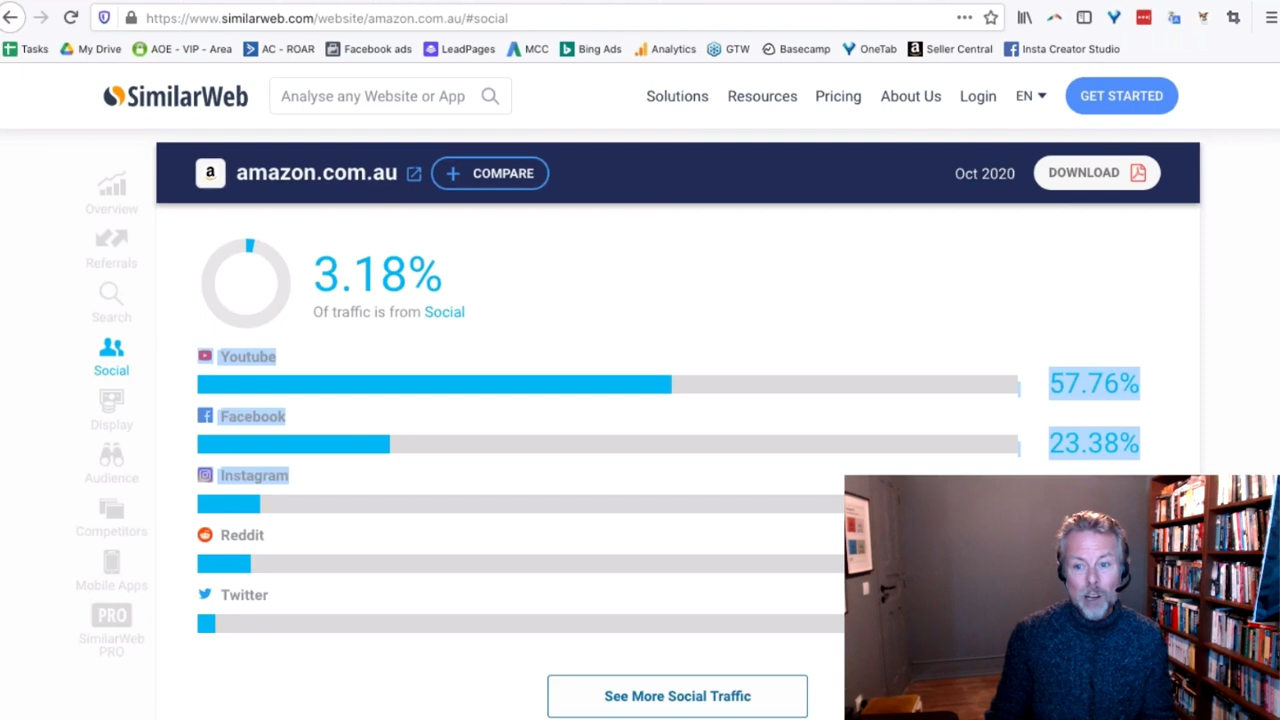 https://www.similarweb.com/website/amazon.com.au/#social
Tasks My Drive AOE - VIP - Area AC - ROAR Facebook ads LeadPages MCC Bing Ads Analytics GTW Basecamp OneTab Seller Central Insta Creator Studio
SimilarWeb Analyse any Website or App Solutions Resources Pricing About Us Login EN GET STARTED
amazon.com.au COMPARE Oct 2020 DOWNLOAD
Overview
Referrals
Search
Social
Display
Audience
Competitors
Mobile Apps
PRO
SimilarWeb
PRO
3.18%
Of traffic is from Social
Youtube
57.76%
Facebook
23.38%
Instagram
Reddit
Twitter
See More Social Traffic